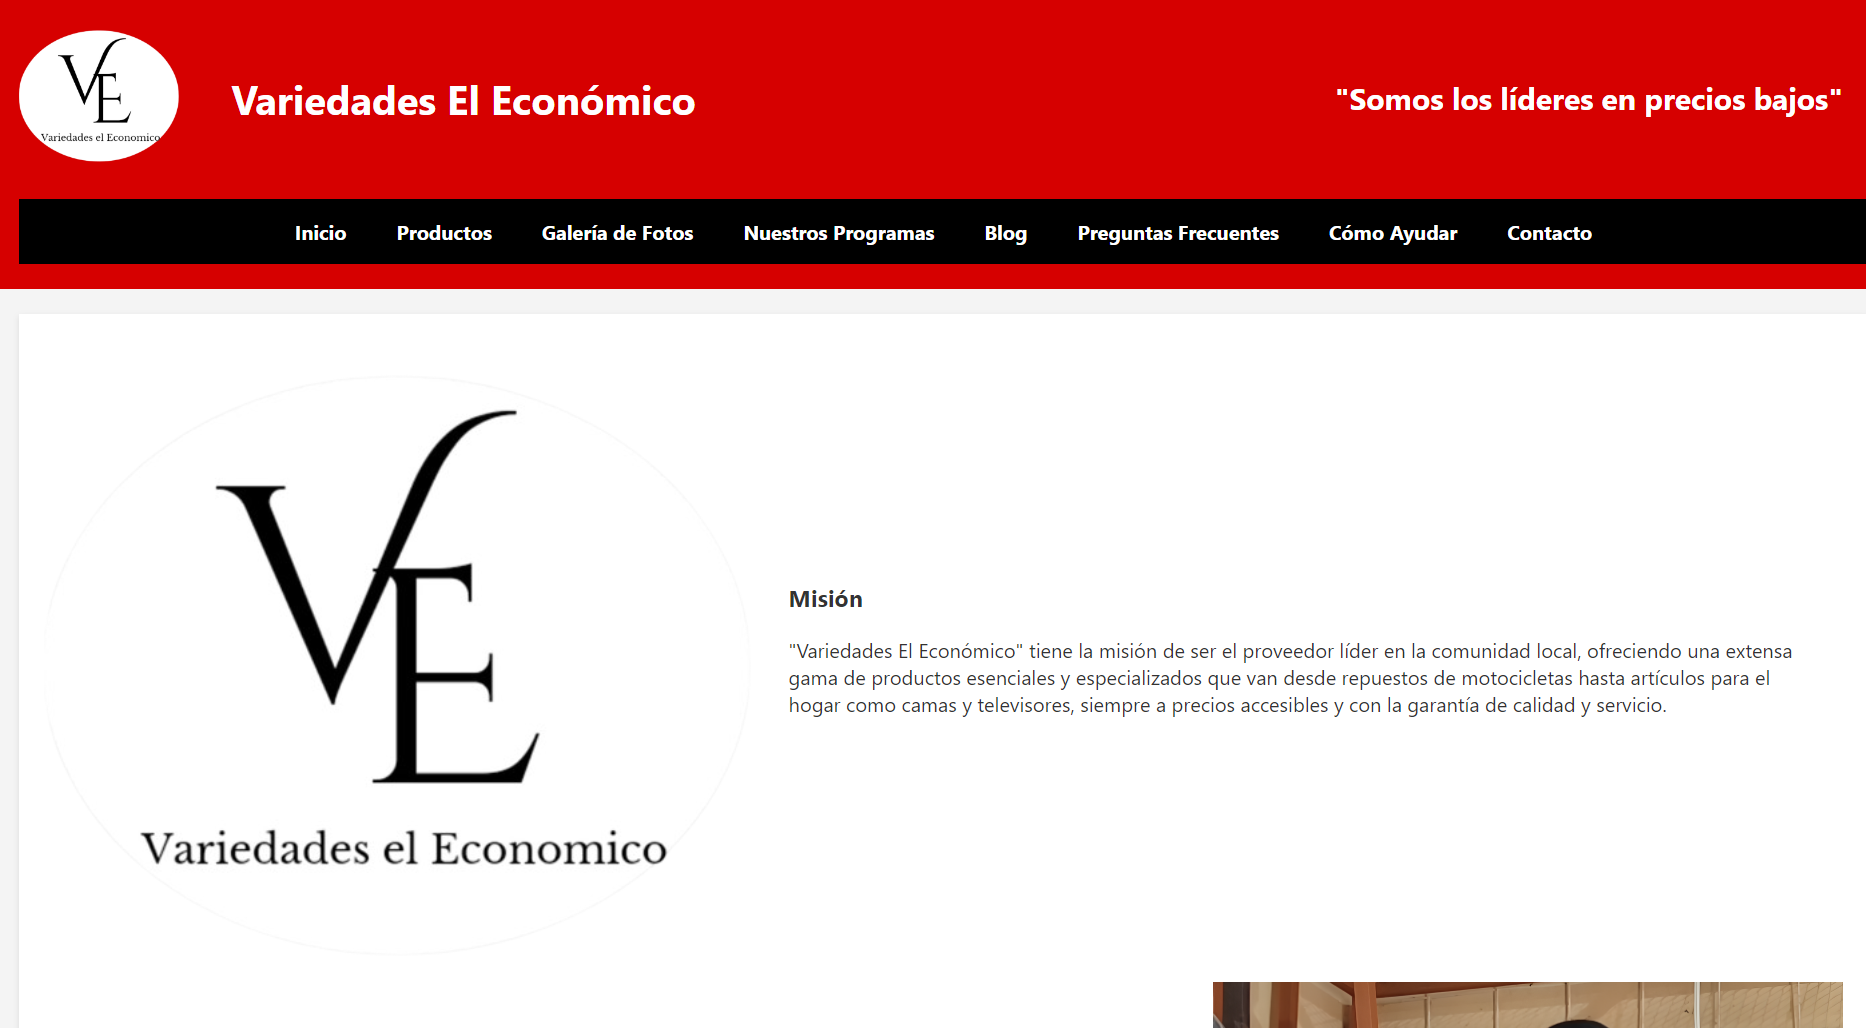 VE
Variedades el Economico
Variedades El Económico
"Somos los líderes en precios bajos"
Inicio Productos Galería de Fotos Nuestros Programas Blog Preguntas Frecuentes Cómo Ayudar Contacto
VE
Variedades el Economico
Misión
"Variedades El Económico" tiene la misión de ser el proveedor líder en la comunidad local, ofreciendo una extensa
gama de productos esenciales y especializados que van desde repuestos de motocicletas hasta artículos para el
hogar como camas y televisores, siempre a precios accesibles y con la garantía de calidad y servicio.